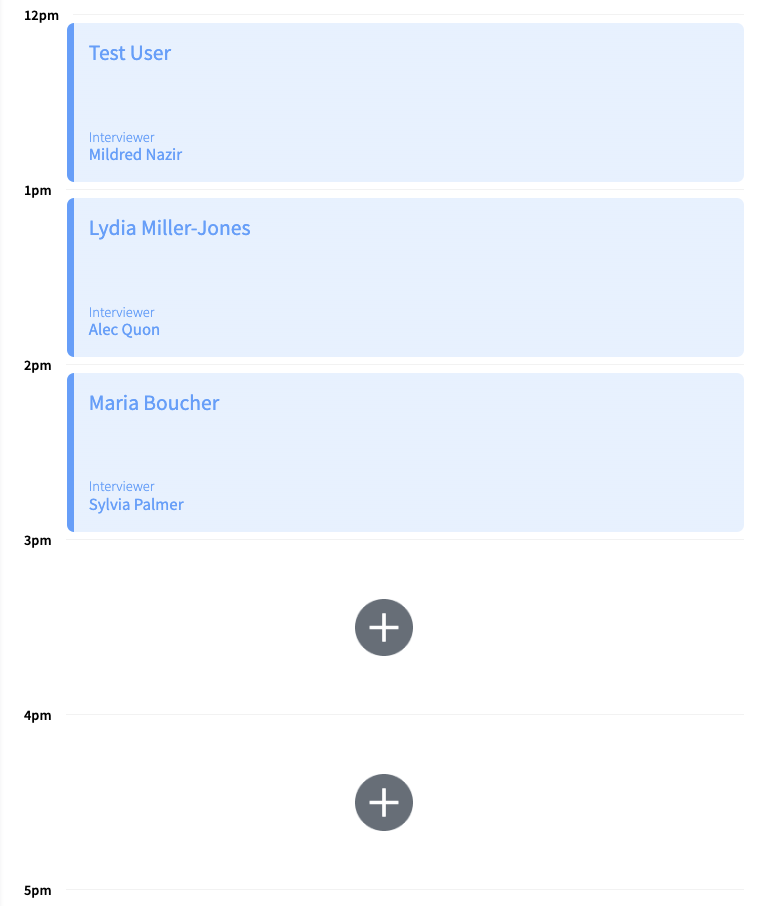 12pm
Test User
Interviewer
Mildred Nazir
1pm
Lydia Miller-Jones
Interviewer
Alec Quon
2pm
Maria Boucher
Interviewer
Sylvia Palmer
3pm
4pm
5pm